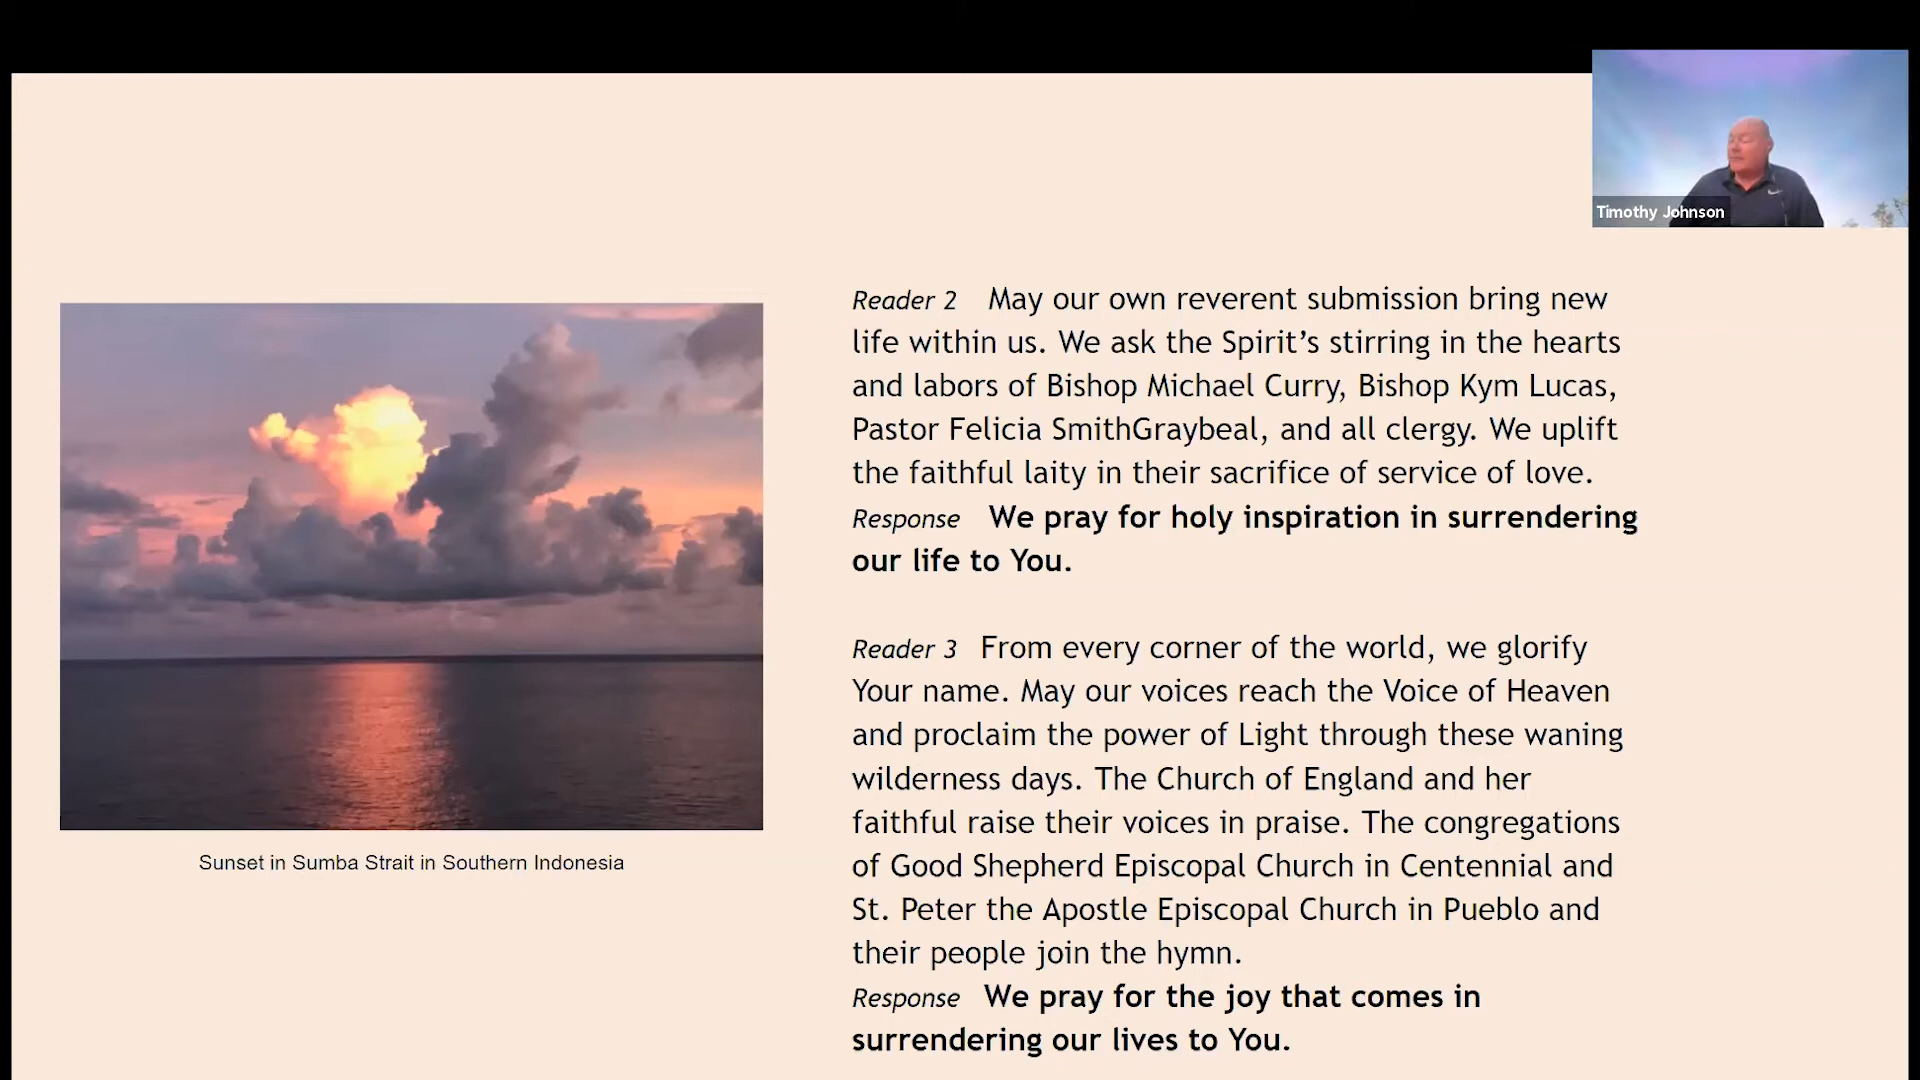 Timothy Johnson
Reader 2 May our own reverent submission bring new
life within us. We ask the Spirit’s stirring in the hearts
and labors of Bishop Michael Curry, Bishop Kym Lucas,
Pastor Felicia SmithGraybeal, and all clergy. We uplift
the faithful laity in their sacrifice of service of love.
Response We pray for holy inspiration in surrendering
our life to You.
Reader 3 From every corner of the world, we glorify
Your name. May our voices reach the Voice of Heaven
and proclaim the power of Light through these waning
wilderness days. The Church of England and her
faithful raise their voices in praise. The congregations
of Good Shepherd Episcopal Church in Centennial and
St. Peter the Apostle Episcopal Church in Pueblo and
their people join the hymn.
Response We pray for the joy that comes in
surrendering our lives to You.
Sunset in Sumba Strait in Southern Indonesia